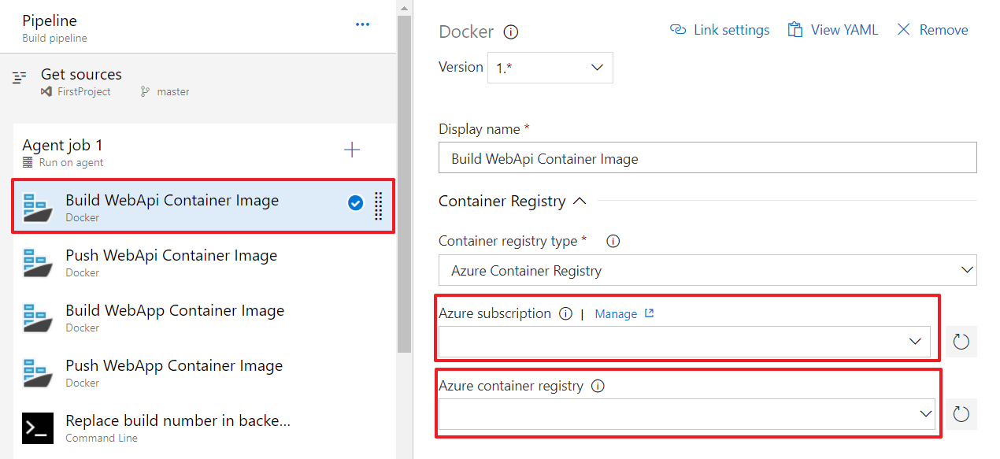 Pipeline
Build pipeline
Get sources
FirstProject master
Agent job 1
Run on agent
Build WebApi Container Image
Docker
Push WebApi Container Image
Docker
Build WebApp Container Image
Docker
Push WebApp Container Image
Docker
Replace build number in backe...
Command Line
Docker
Link settings View YAML Remove
Version 1.*
Display name *
Build WebApi Container Image
Container Registry
Container registry type *
Azure Container Registry
Azure subscription | Manage
Azure container registry